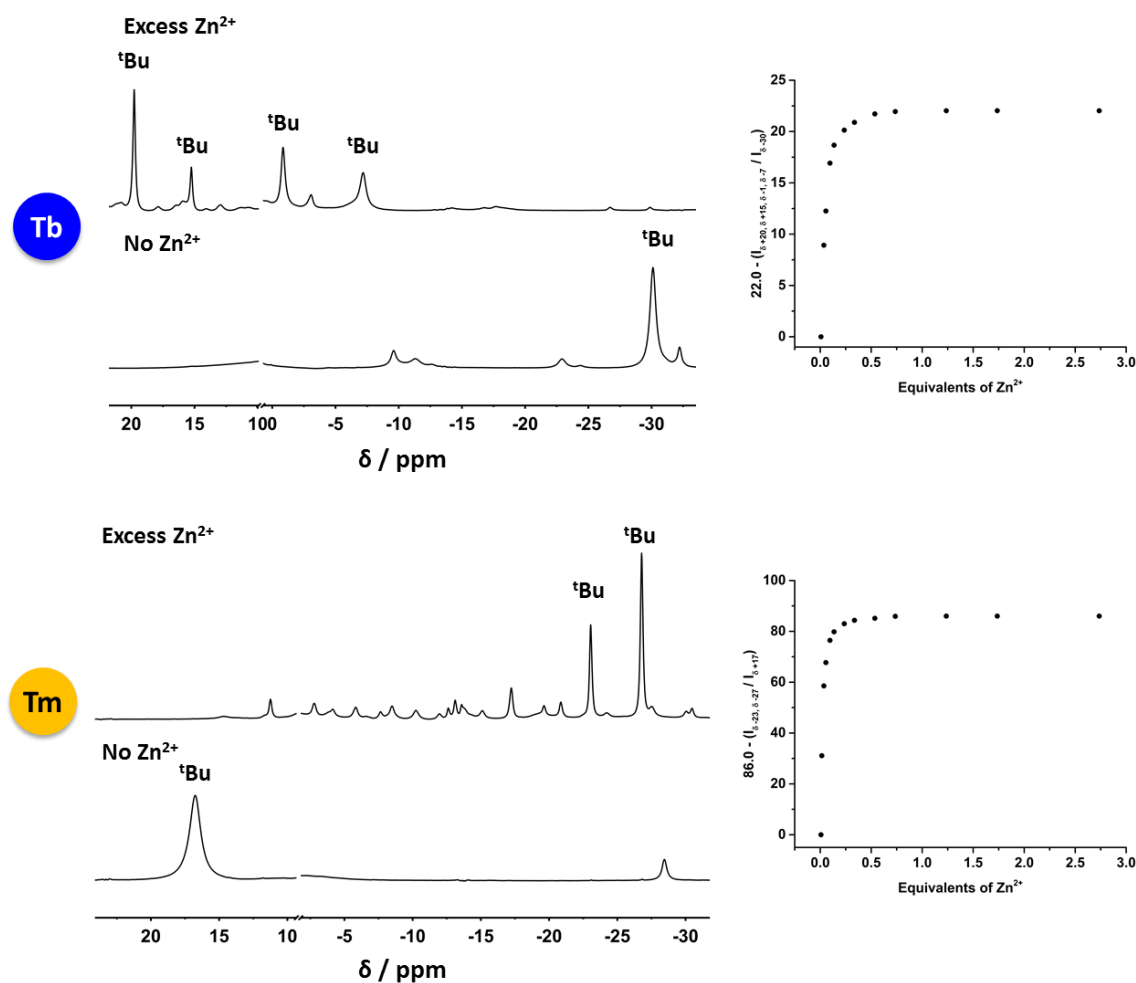 Excess Zn²⁺
ᵗBu
ᵗBu
ᵗBu
ᵗBu
Tb
No Zn²⁺
ᵗBu
20 15 100 -5 -10 -15 -20 -25 -30
δ / ppm
22.0 - (I δ +20, δ +15, δ -1, δ -7 / I δ -30)
25
20
15
10
5
0
0.0 0.5 1.0 1.5 2.0 2.5 3.0
Equivalents of Zn²⁺
Excess Zn²⁺
ᵗBu
ᵗBu
Tm
No Zn²⁺
ᵗBu
20 10 -5 -10 -15 -20 -25 -30
δ / ppm
86.0 - (I δ -23, δ -27 / I δ +17)
100
80
60
40
20
0
0.0 0.5 1.0 1.5 2.0 2.5 3.0
Equivalents of Zn²⁺